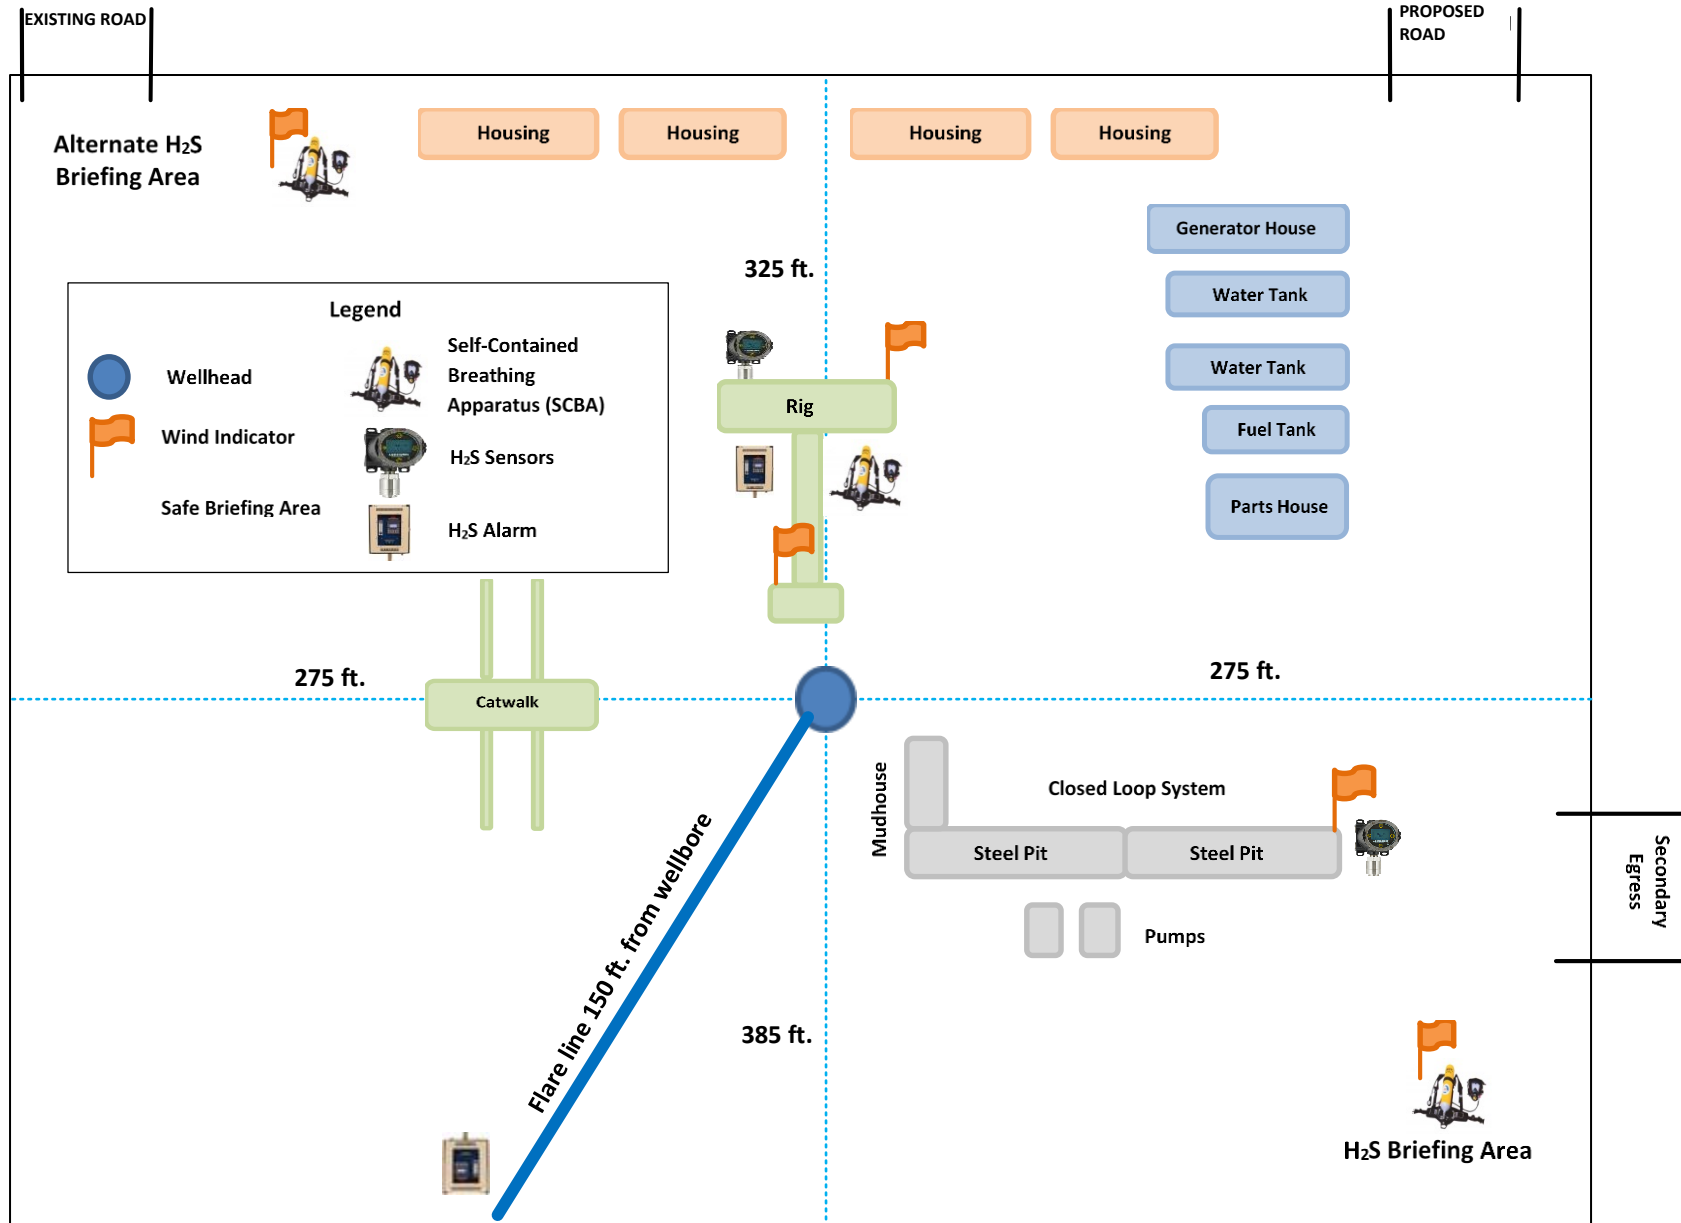 EXISTING ROAD
PROPOSED
ROAD
Alternate H₂S
Briefing Area
Housing
Housing
Housing
Housing
Generator House
Water Tank
Water Tank
Fuel Tank
Parts House
325 ft.
Legend
Wellhead
Wind Indicator
Safe Briefing Area
Self-Contained
Breathing
Apparatus (SCBA)
H₂S Sensors
H₂S Alarm
Rig
275 ft.
Catwalk
275 ft.
Mudhouse
Closed Loop System
Steel Pit
Steel Pit
Pumps
Secondary
Egress
Flare line 150 ft. from wellbore
385 ft.
H₂S Briefing Area